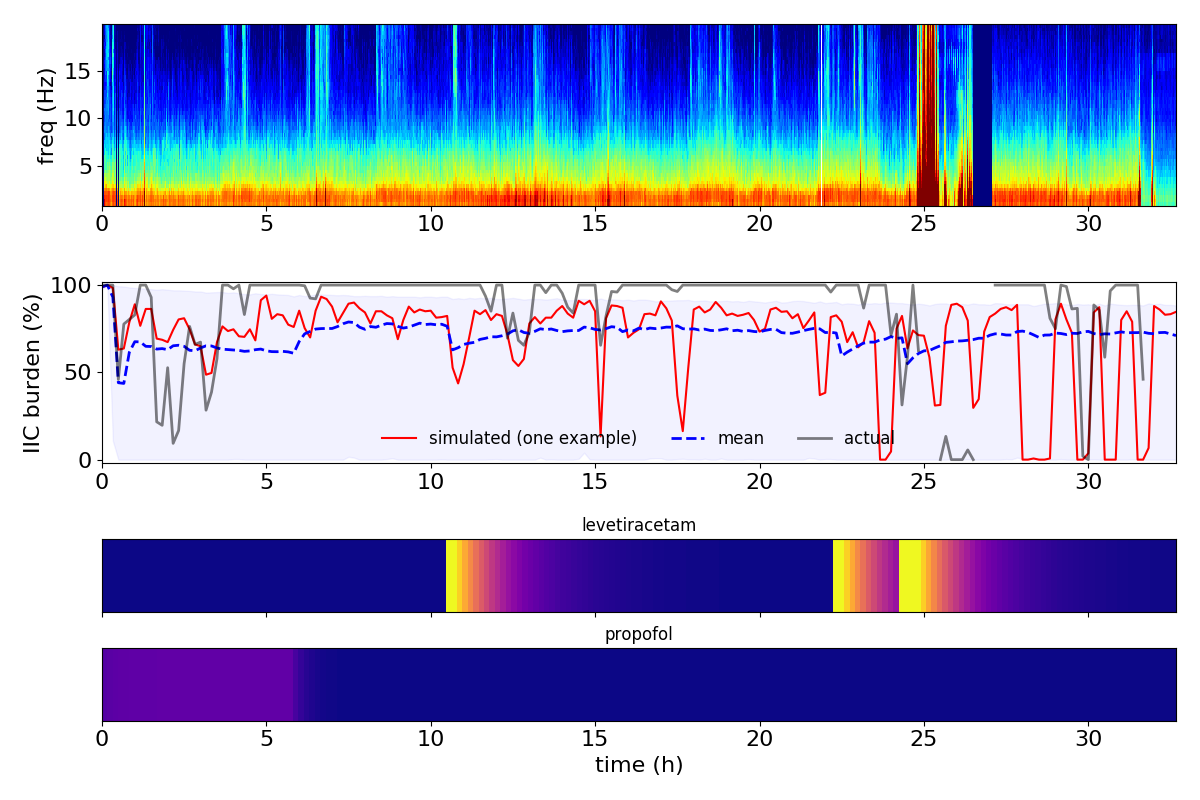 freq (Hz)
15
10
5
0 5 10 15 20 25 30
IIC burden (%)
100
50
0
simulated (one example) mean actual
0 5 10 15 20 25 30
levetiracetam
propofol
0 5 10 15 20 25 30
time (h)